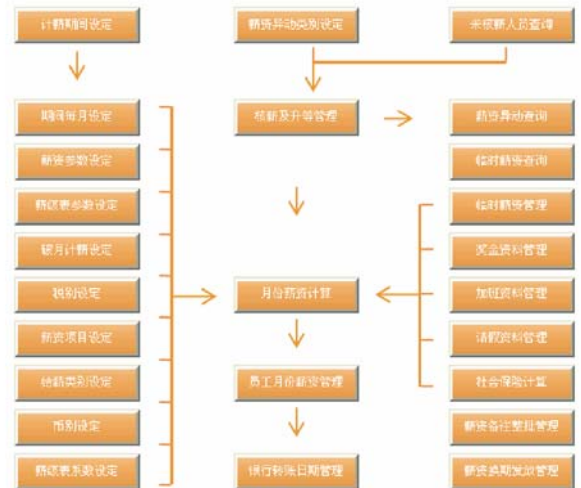 计薪期间设定
薪资异动类别设定
未核薪人员查询
期间每月设定
核薪及升等管理
薪资异动查询
薪资参数设定
临时薪资查询
薪级表参数设定
临时薪资管理
破月计薪设定
奖金资料管理
税别设定
月份薪资计算
加班资料管理
薪资项目设定
请假资料管理
给薪类别设定
员工月份薪资管理
社会保险计算
币别设定
薪资备注整批管理
薪级表系数设定
银行转账日期管理
薪资换期发放管理